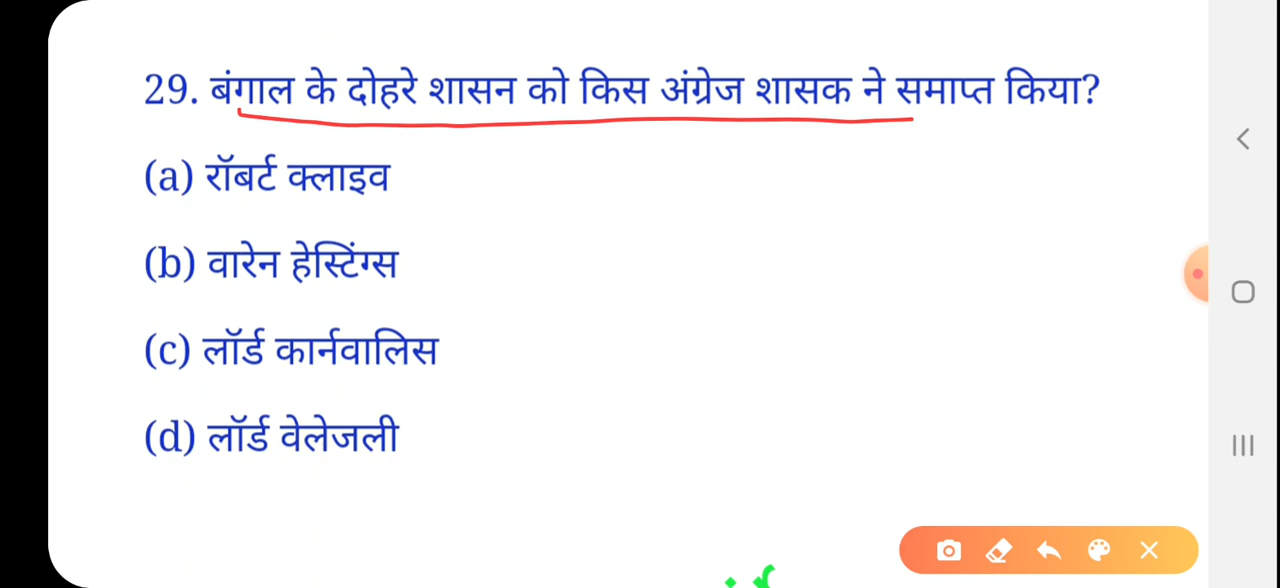 29. बंगाल के दोहरे शासन को किस अंग्रेज शासक ने समाप्त किया?
(a) रॉबर्ट क्लाइव
(b) वारेन हेस्टिंग्स
(c) लॉर्ड कार्नवालिस
(d) लॉर्ड वेलेजली